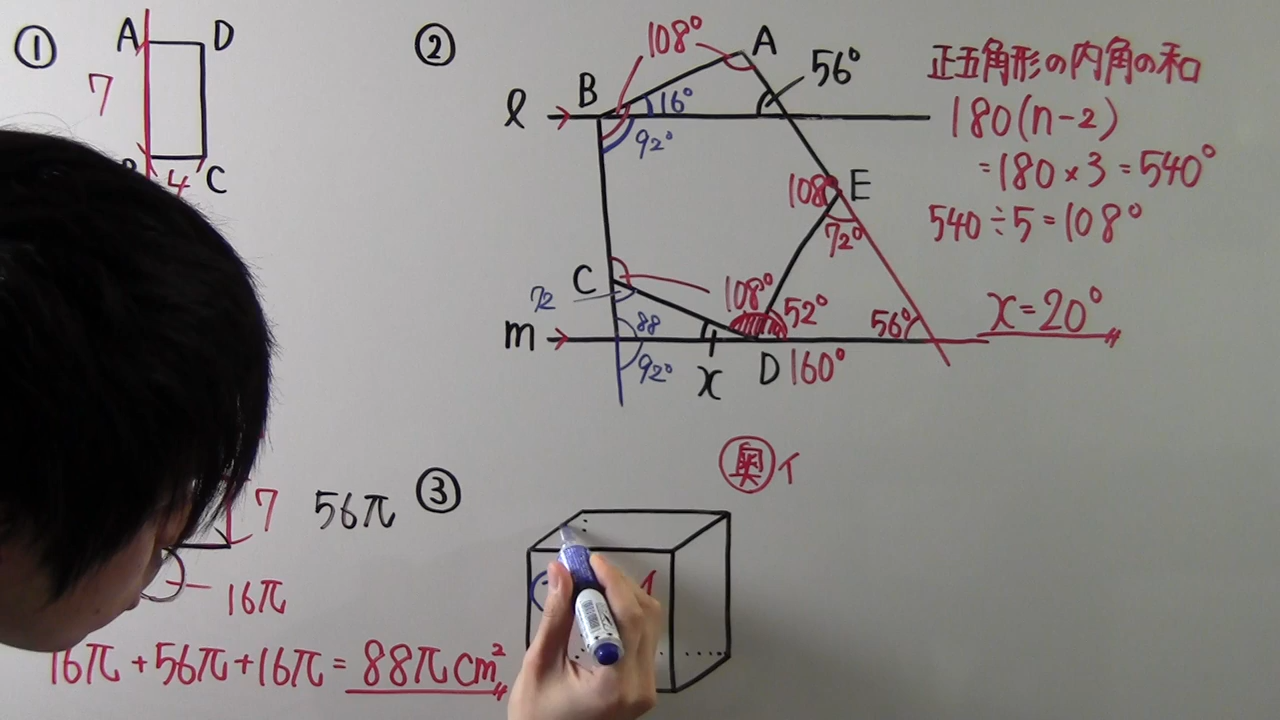 ①
A
D
7
C
4
7
56π
16π
16π+56π+16π=88πcm²
②
108°
A
56°
B
16°
ℓ
92°
108°
E
72°
C
72
108°
52°
56°
m
88
92°
x
D
160°
正五角形の内角の和
180(n-2)
=180×3=540°
540÷5=108°
x=20°
③
奥イ